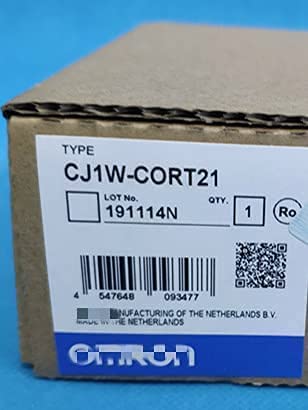 TYPE
CJ1W-CORT21
LOT No. QTY.
191114N 1 Ro
4 547648 093477
MANUFACTURING OF THE NETHERLANDS B.V.
MADE IN THE NETHERLANDS
OMRON